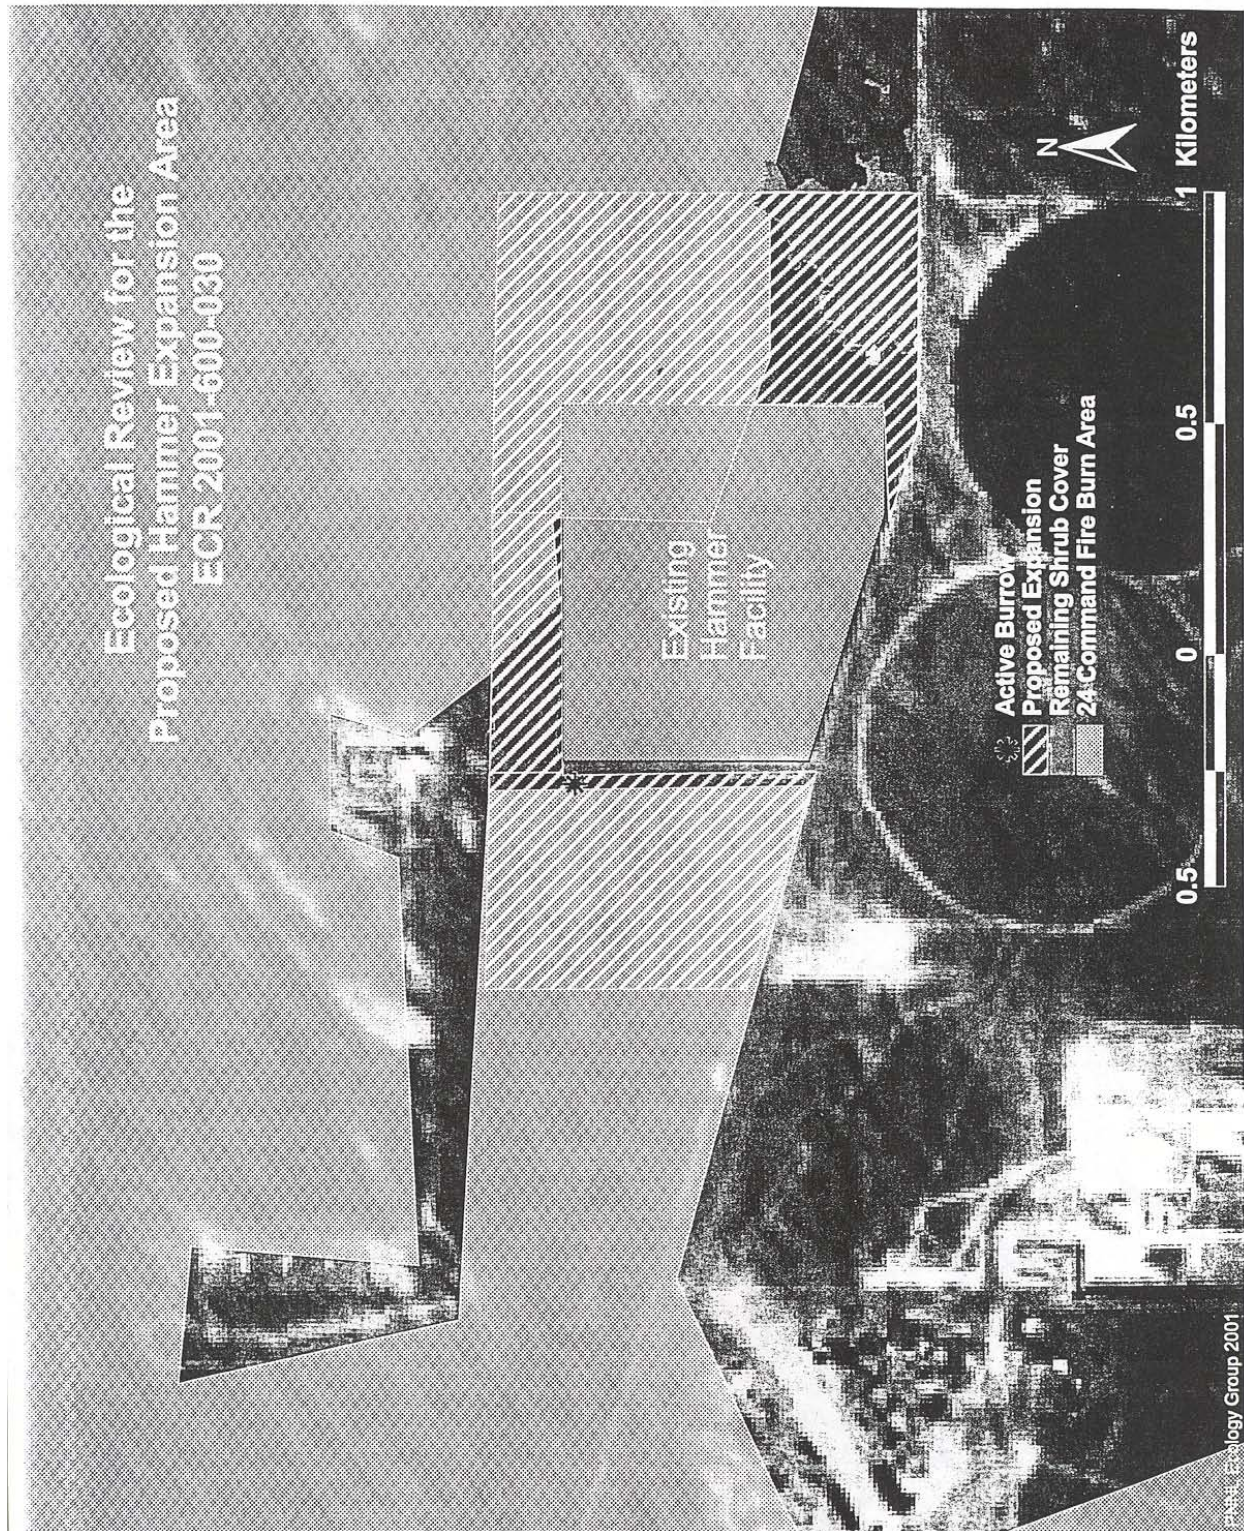 Ecological Review for the
Proposed Hammer Expansion Area
ECR 2001-600-030
Existing
Hammer
Facility
N
Active Burrow
Proposed Expansion
Remaining Shrub Cover
24 Command Fire Burn Area
0.5 0 0.5 1 Kilometers
Ecology Group 2001